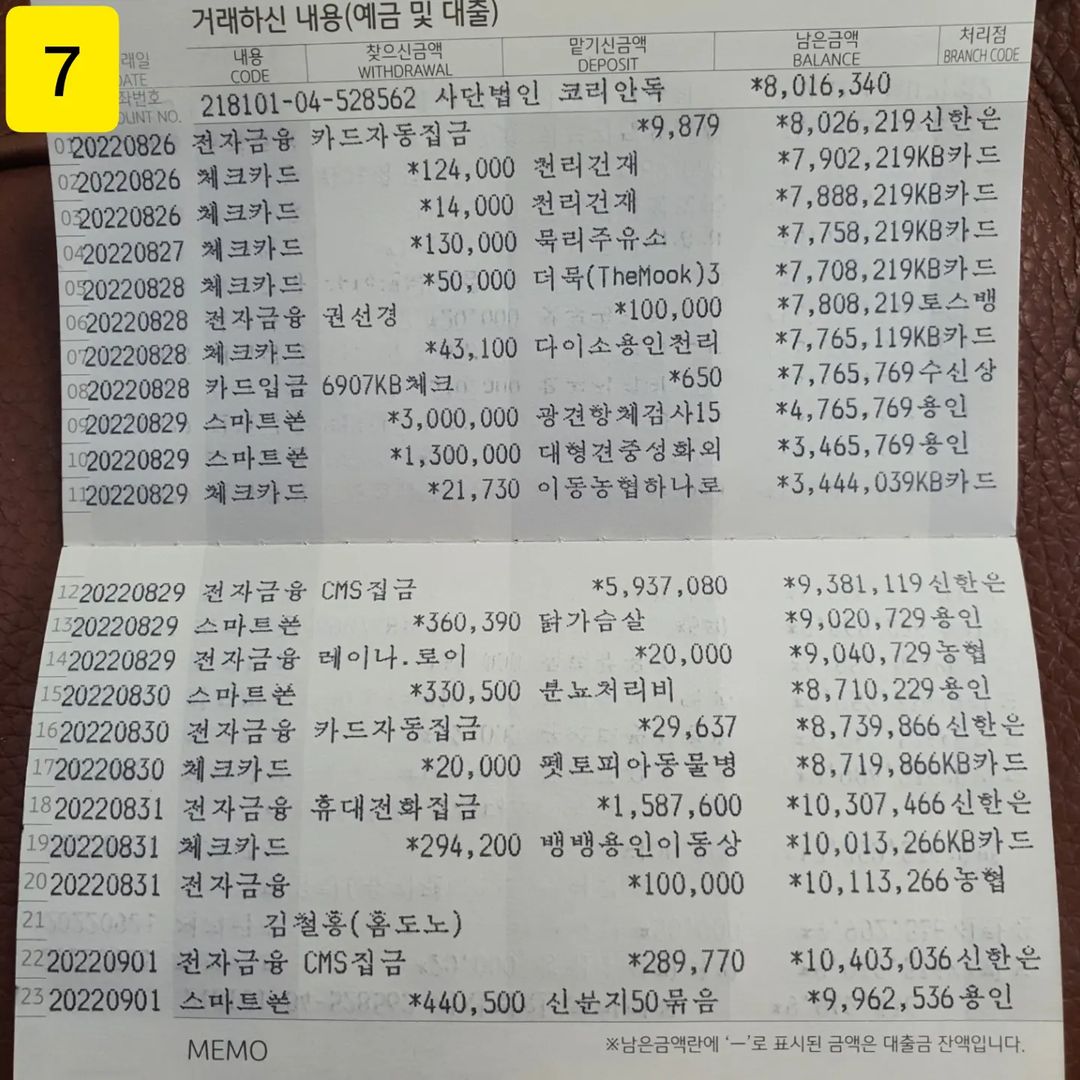 7
거래하신 내용(예금 및 대출)
래일 내용 찾으신금액 맡기신금액 남은금액 처리점
DATE CODE WITHDRAWAL DEPOSIT BALANCE BRANCH CODE
좌번호 218101-04-528562 사단법인 코리안독 *8,016,340
OUNT NO.
01 20220826 전자금융 카드자동집금 *9,879 *8,026,219 신한은
02 20220826 체크카드 *124,000 천리건재 *7,902,219 KB카드
03 20220826 체크카드 *14,000 천리건재 *7,888,219 KB카드
04 20220827 체크카드 *130,000 묵리주유소 *7,758,219 KB카드
05 20220828 체크카드 *50,000 더묵(TheMook)3 *7,708,219 KB카드
06 20220828 전자금융 권선경 *100,000 *7,808,219 토스뱅
07 20220828 체크카드 *43,100 다이소용인천리 *7,765,119 KB카드
08 20220828 카드입금 6907KB체크 *650 *7,765,769 수신상
09 20220829 스마트폰 *3,000,000 광견항체검사15 *4,765,769 용인
10 20220829 스마트폰 *1,300,000 대형견중성화외 *3,465,769 용인
11 20220829 체크카드 *21,730 이동농협하나로 *3,444,039 KB카드
12 20220829 전자금융 CMS집금 *5,937,080 *9,381,119 신한은
13 20220829 스마트폰 *360,390 닭가슴살 *9,020,729 용인
14 20220829 전자금융 레이나.로이 *20,000 *9,040,729 농협
15 20220830 스마트폰 *330,500 분뇨처리비 *8,710,229 용인
16 20220830 전자금융 카드자동집금 *29,637 *8,739,866 신한은
17 20220830 체크카드 *20,000 펫토피아동물병 *8,719,866 KB카드
18 20220831 전자금융 휴대전화집금 *1,587,600 *10,307,466 신한은
19 20220831 체크카드 *294,200 뱅뱅용인이동상 *10,013,266 KB카드
20 20220831 전자금융 *100,000 *10,113,266 농협
21 김철홍(홈도노)
22 20220901 전자금융 CMS집금 *289,770 *10,403,036 신한은
23 20220901 스마트폰 *440,500 신분지50묶음 *9,962,536 용인
MEMO ※남은금액란에 '―'로 표시된 금액은 대출금 잔액입니다.